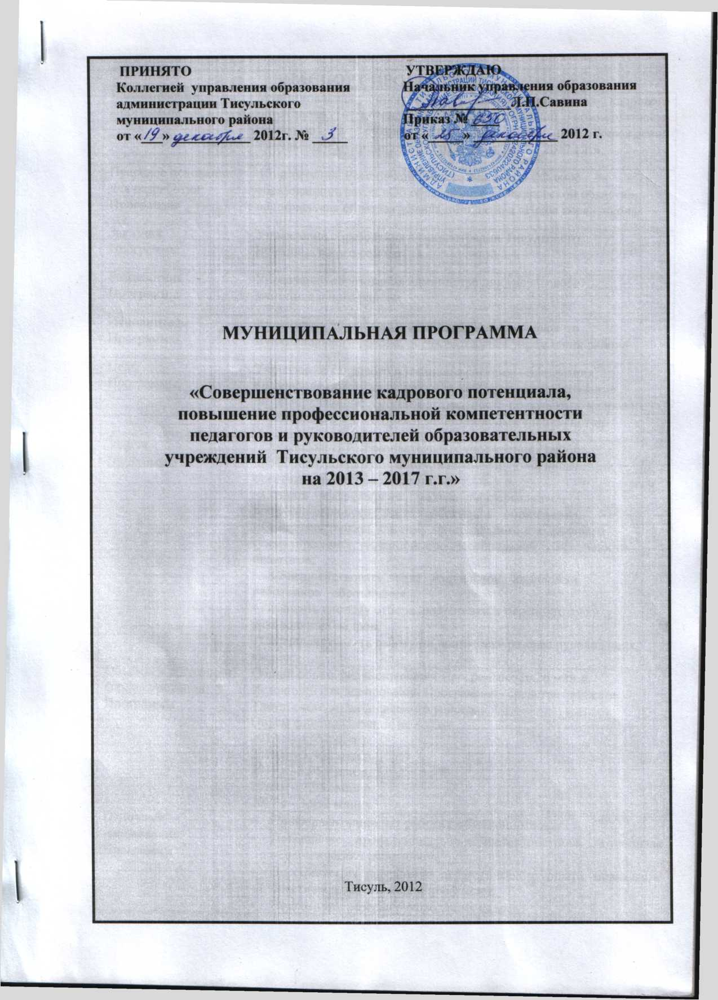 ПРИНЯТО
Коллегией управления образования
администрации Тисульского
муниципального района
от «19» декабря 2012г. № 3
УТВЕРЖДАЮ
Начальник управления образования
Л.П.Савина
Приказ № 630
от «25» декабря 2012 г.
МУНИЦИПАЛЬНАЯ ПРОГРАММА
«Совершенствование кадрового потенциала,
повышение профессиональной компетентности
педагогов и руководителей образовательных
учреждений Тисульского муниципального района
на 2013 – 2017 г.г.»
Тисуль, 2012